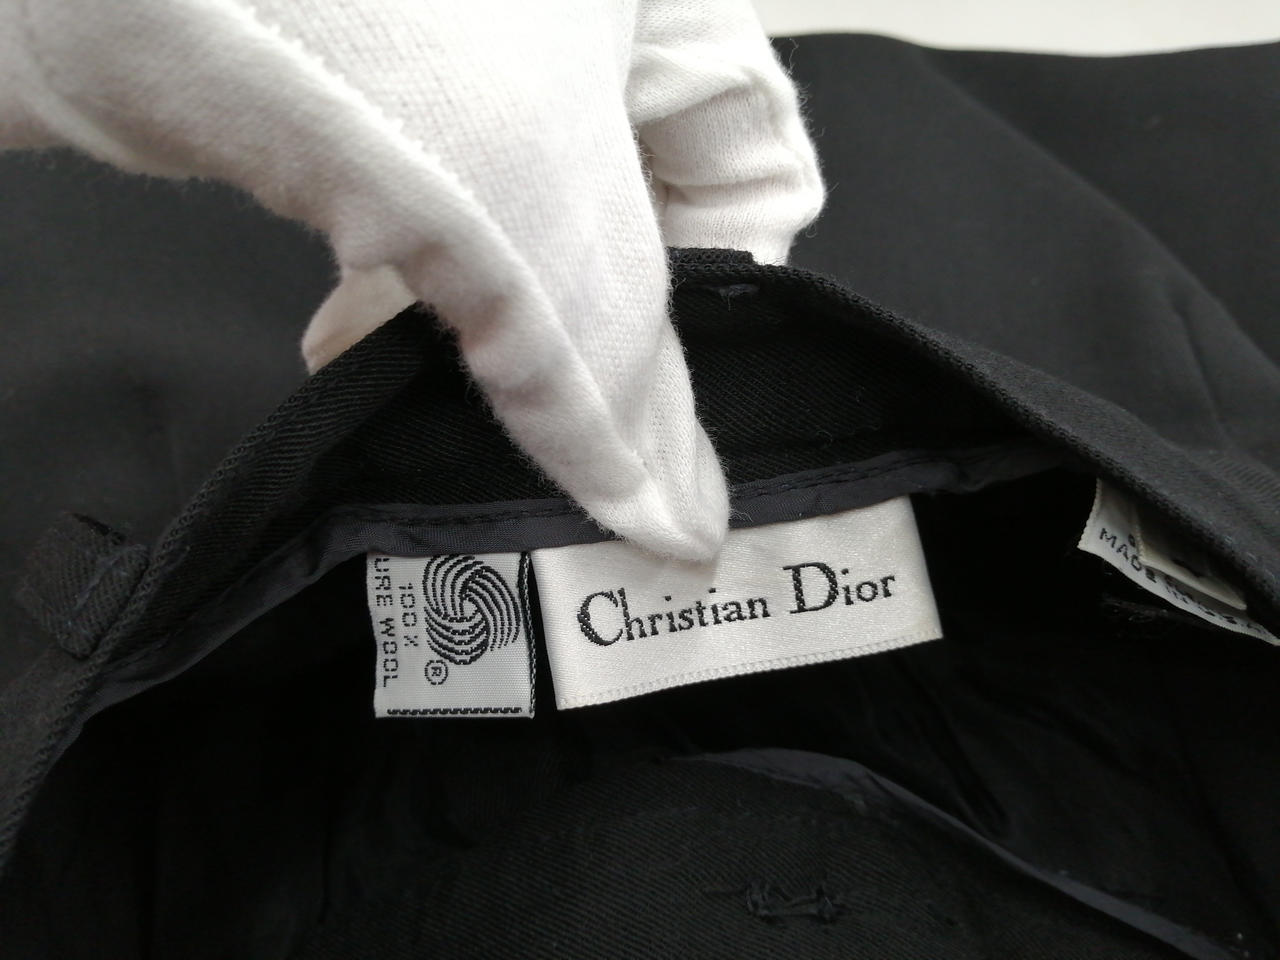 100%
URE WOOL
®
Christian Dior
MADE IN U.S.A.